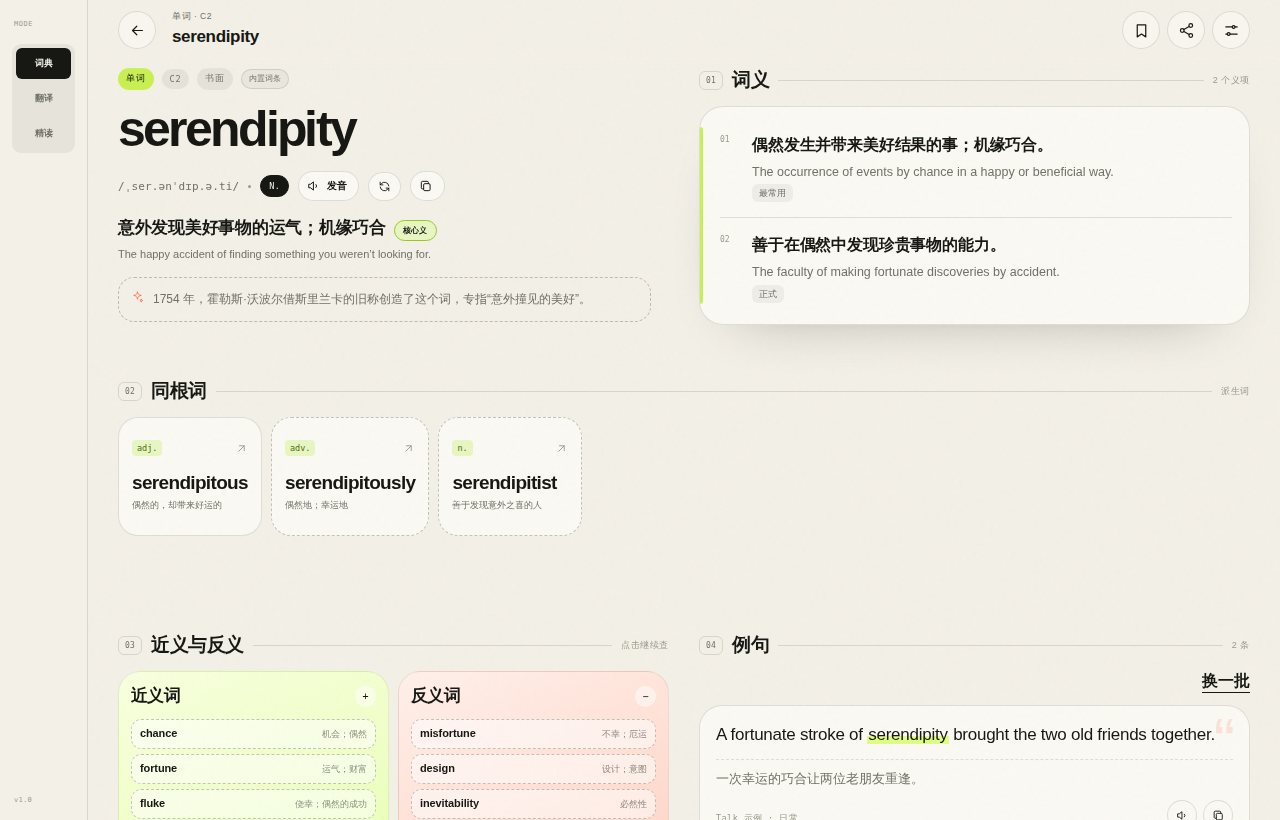 MODE
词典
翻译
精读
v1.0
单词 · C2
serendipity
单词
C2
书面
内置词条
serendipity
/ˌser.ənˈdɪp.ə.ti/ •
N.
发音
意外发现美好事物的运气；机缘巧合
核心义
The happy accident of finding something you weren't looking for.
1754 年，霍勒斯·沃波尔借斯里兰卡的旧称创造了这个词，专指“意外撞见的美好”。
01
词义
2 个义项
01
偶然发生并带来美好结果的事；机缘巧合。
The occurrence of events by chance in a happy or beneficial way.
最常用
02
善于在偶然中发现珍贵事物的能力。
The faculty of making fortunate discoveries by accident.
正式
02
同根词
派生词
adj.
serendipitous
偶然的，却带来好运的
adv.
serendipitously
偶然地；幸运地
n.
serendipitist
善于发现意外之喜的人
03
近义与反义
点击继续查
近义词
+
chance
机会；偶然
fortune
运气；财富
fluke
侥幸；偶然的成功
反义词
−
misfortune
不幸；厄运
design
设计；意图
inevitability
必然性
04
例句
2 条
换一批
“
A fortunate stroke of serendipity brought the two old friends together.
一次幸运的巧合让两位老朋友重逢。
Talk 示例 · 日常